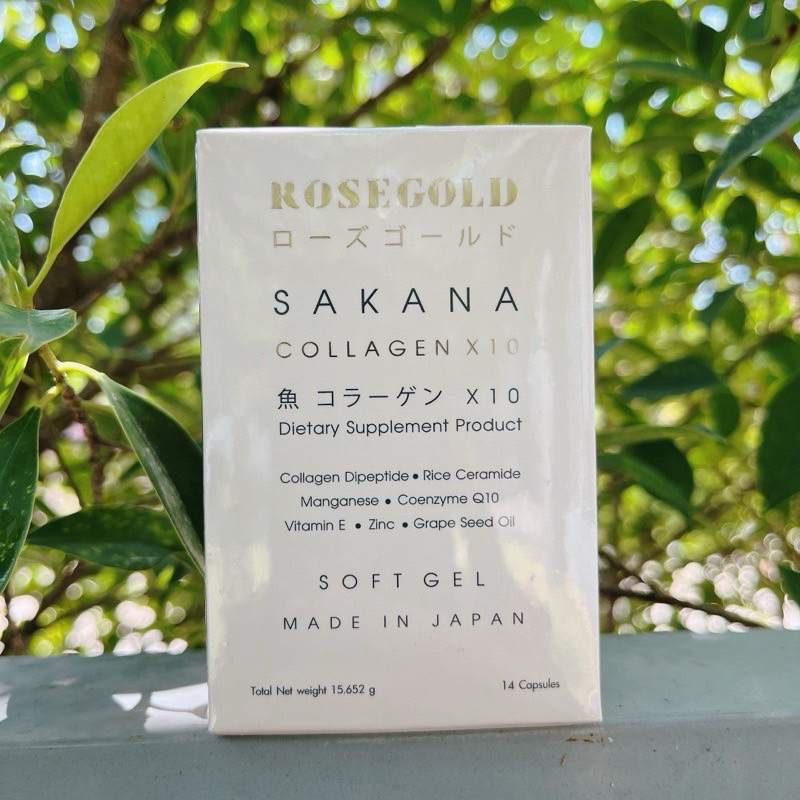 ROSEGOLD
ローズゴールド
SAKANA
COLLAGEN X10
魚 コラーゲン X10
Dietary Supplement Product
Collagen Dipeptide • Rice Ceramide
Manganese • Coenzyme Q10
Vitamin E • Zinc • Grape Seed Oil
SOFT GEL
MADE IN JAPAN
Total Net weight 15.652 g
14 Capsules